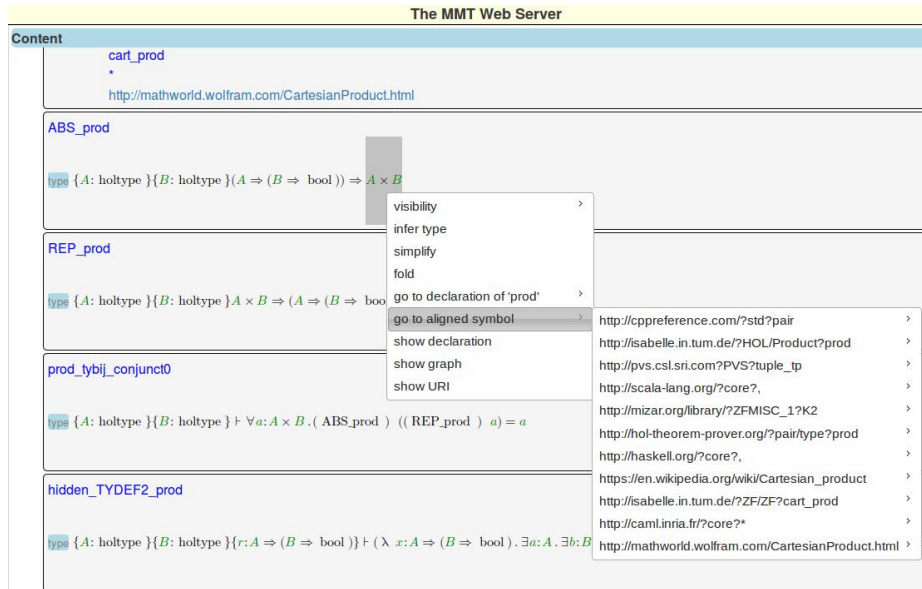 The MMT Web Server
Content
cart_prod
*
http://mathworld.wolfram.com/CartesianProduct.html
ABS_prod
type {A: holtype }{B: holtype }(A ⇒ (B ⇒ bool )) ⇒ A × B
REP_prod
type {A: holtype }{B: holtype }A × B ⇒ (A ⇒ (B ⇒ boo
prod_tybij_conjunct0
type {A: holtype }{B: holtype } ⊢ ∀a: A × B .( ABS_prod ) (( REP_prod ) a) = a
hidden_TYDEF2_prod
type {A: holtype }{B: holtype }{r: A ⇒ (B ⇒ bool )} ⊢ ( λ x: A ⇒ (B ⇒ bool ) . ∃a: A . ∃b: B
visibility ›
infer type
simplify
fold
go to declaration of 'prod' ›
go to aligned symbol ›
show declaration
show graph
show URI
http://cppreference.com/?std?pair ›
http://isabelle.in.tum.de/?HOL/Product?prod ›
http://pvs.csl.sri.com?PVS?tuple_tp ›
http://scala-lang.org/?core?, ›
http://mizar.org/library/?ZFMISC_1?K2 ›
http://hol-theorem-prover.org/?pair/type?prod ›
http://haskell.org/?core?, ›
https://en.wikipedia.org/wiki/Cartesian_product ›
http://isabelle.in.tum.de/?ZF/ZF?cart_prod ›
http://caml.inria.fr/?core?* ›
http://mathworld.wolfram.com/CartesianProduct.html ›